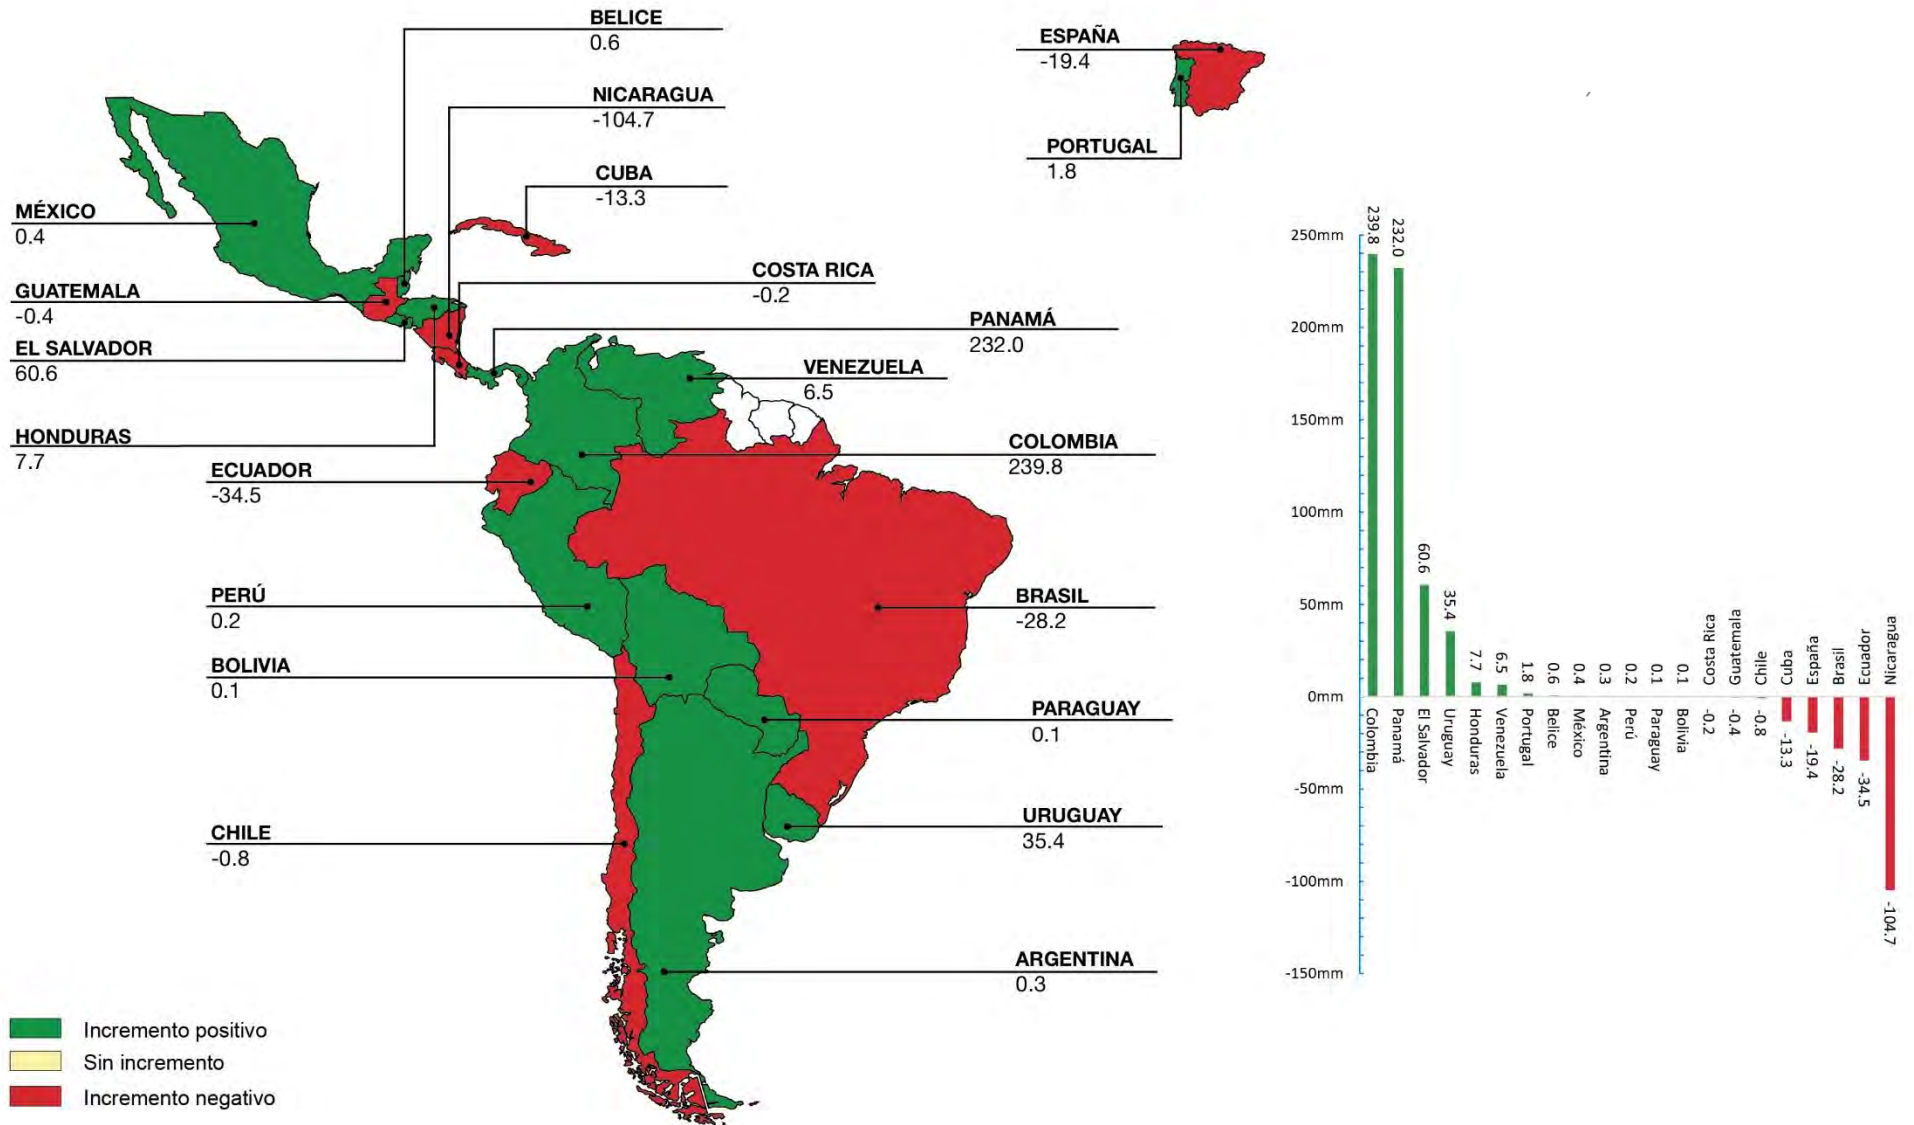 BELICE
0.6
NICARAGUA
-104.7
CUBA
-13.3
MÉXICO
0.4
GUATEMALA
-0.4
EL SALVADOR
60.6
HONDURAS
7.7
COSTA RICA
-0.2
PANAMÁ
232.0
VENEZUELA
6.5
COLOMBIA
239.8
ECUADOR
-34.5
PERÚ
0.2
BOLIVIA
0.1
CHILE
-0.8
BRASIL
-28.2
PARAGUAY
0.1
URUGUAY
35.4
ARGENTINA
0.3
ESPAÑA
-19.4
PORTUGAL
1.8
Incremento positivo
Sin incremento
Incremento negativo
250mm
200mm
150mm
100mm
50mm
0mm
-50mm
-100mm
-150mm
239.8
Colombia
232.0
Panamá
60.6
El Salvador
35.4
Uruguay
7.7
Honduras
6.5
Venezuela
1.8
Portugal
0.6
Belice
0.4
México
0.3
Argentina
0.2
Perú
0.1
Paraguay
0.1
Bolivia
Costa Rica
-0.2
Guatemala
-0.4
Chile
-0.8
Cuba
-13.3
España
-19.4
Brasil
-28.2
Ecuador
-34.5
Nicaragua
-104.7